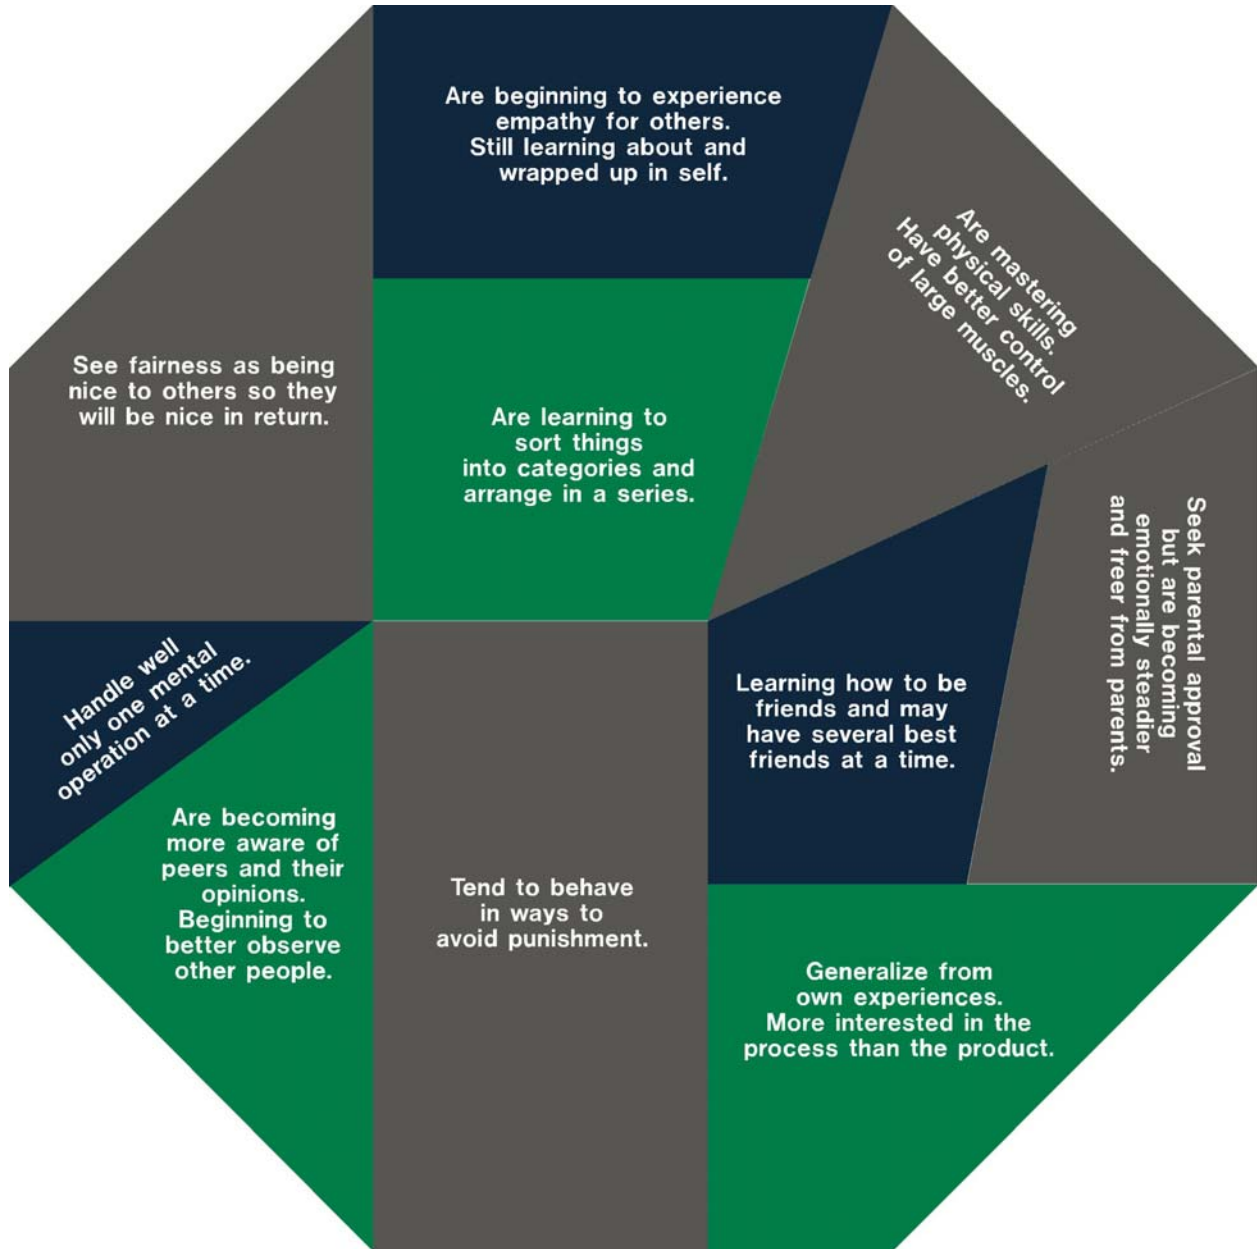 Are beginning to experience
empathy for others.
Still learning about and
wrapped up in self.
Are mastering
physical skills.
Have better control
of large muscles.
See fairness as being
nice to others so they
will be nice in return.
Are learning to
sort things
into categories and
arrange in a series.
Seek parental approval
but are becoming
emotionally steadier
and freer from parents.
Handle well
only one mental
operation at a time.
Learning how to be
friends and may
have several best
friends at a time.
Are becoming
more aware of
peers and their
opinions.
Beginning to
better observe
other people.
Tend to behave
in ways to
avoid punishment.
Generalize from
own experiences.
More interested in the
process than the product.